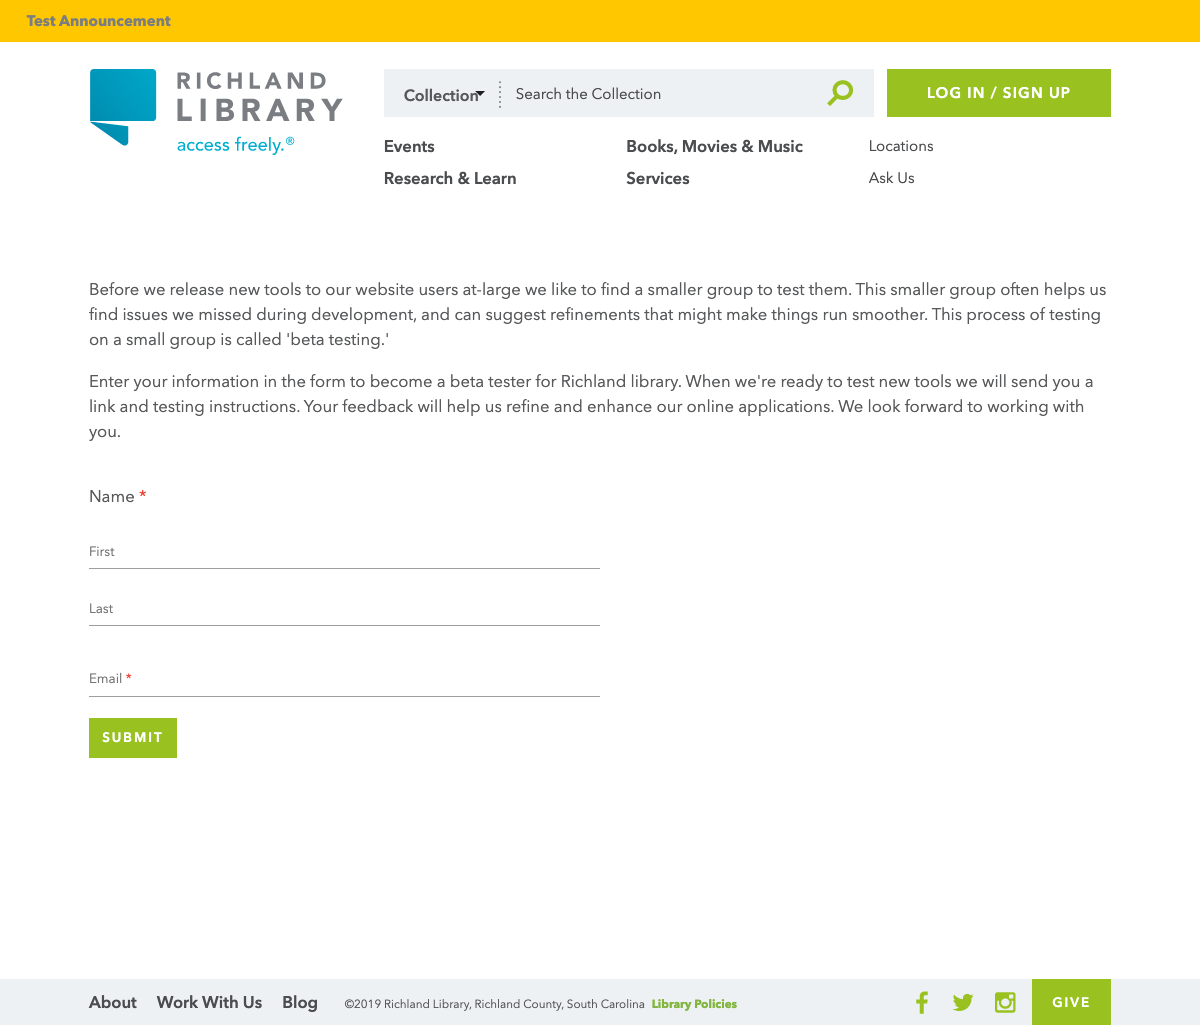 Test Announcement
RICHLAND
LIBRARY
access freely.®
Collection
Search the Collection
LOG IN / SIGN UP
Events
Books, Movies & Music
Locations
Research & Learn
Services
Ask Us
Before we release new tools to our website users at-large we like to find a smaller group to test them. This smaller group often helps us
find issues we missed during development, and can suggest refinements that might make things run smoother. This process of testing
on a small group is called 'beta testing.'
Enter your information in the form to become a beta tester for Richland library. When we're ready to test new tools we will send you a
link and testing instructions. Your feedback will help us refine and enhance our online applications. We look forward to working with
you.
Name *
First
Last
Email *
SUBMIT
About
Work With Us
Blog
©2019 Richland Library, Richland County, South Carolina Library Policies
GIVE